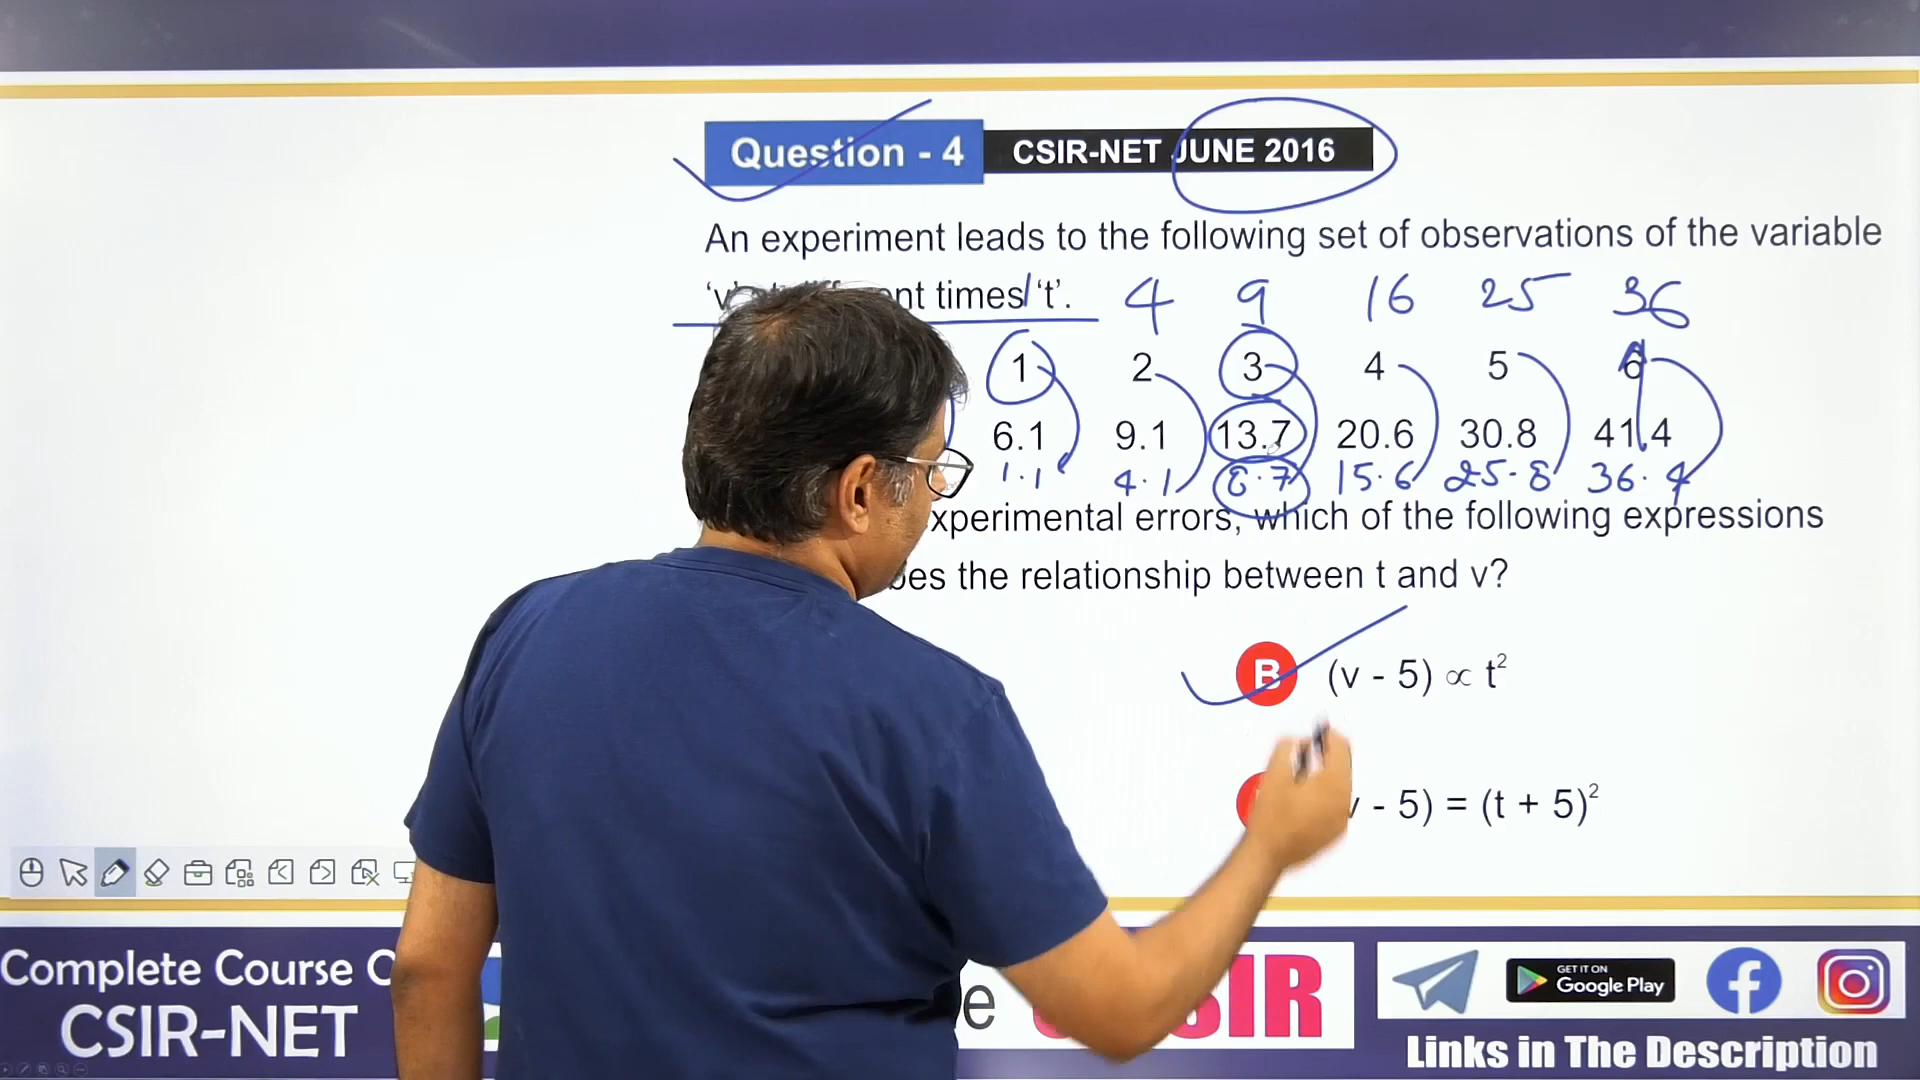 Question - 4 CSIR-NET JUNE 2016
An experiment leads to the following set of observations of the variable
times 't'. 4 9 16 25 36
1 2 3 4 5 6
6.1 9.1 13.7 20.6 30.8 41.4
1.1 4.1 8.7 15.6 25.8 36.4
xperimental errors, which of the following expressions
the relationship between t and v?
B (v - 5) ∝ t²
- 5) = (t + 5)²
Complete Course
CSIR-NET
e SIR
GET IT ON
Google Play
Links in The Description